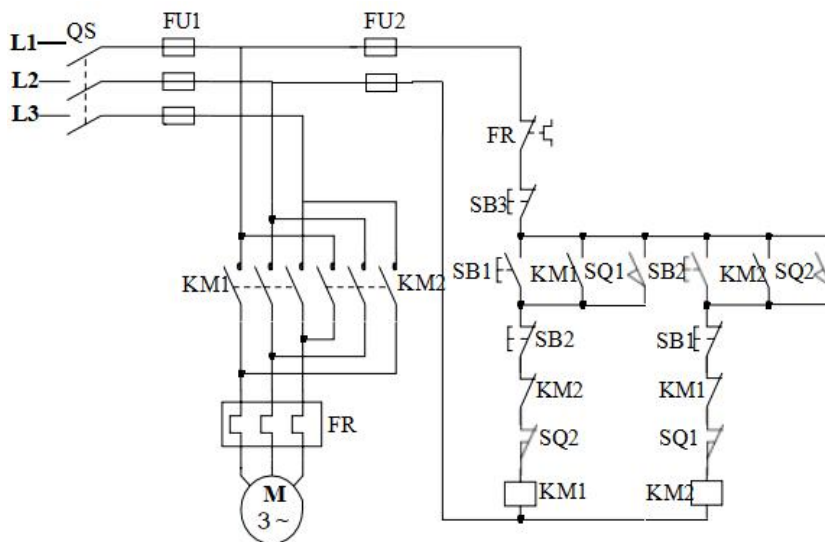 L1 QS FU1 FU2
L2
L3
FR
SB3
SB1 KM1 SQ1 SB2 KM2 SQ2
KM1 KM2
SB2 SB1
KM2 KM1
SQ2 SQ1
FR
KM1 KM2
M
3~